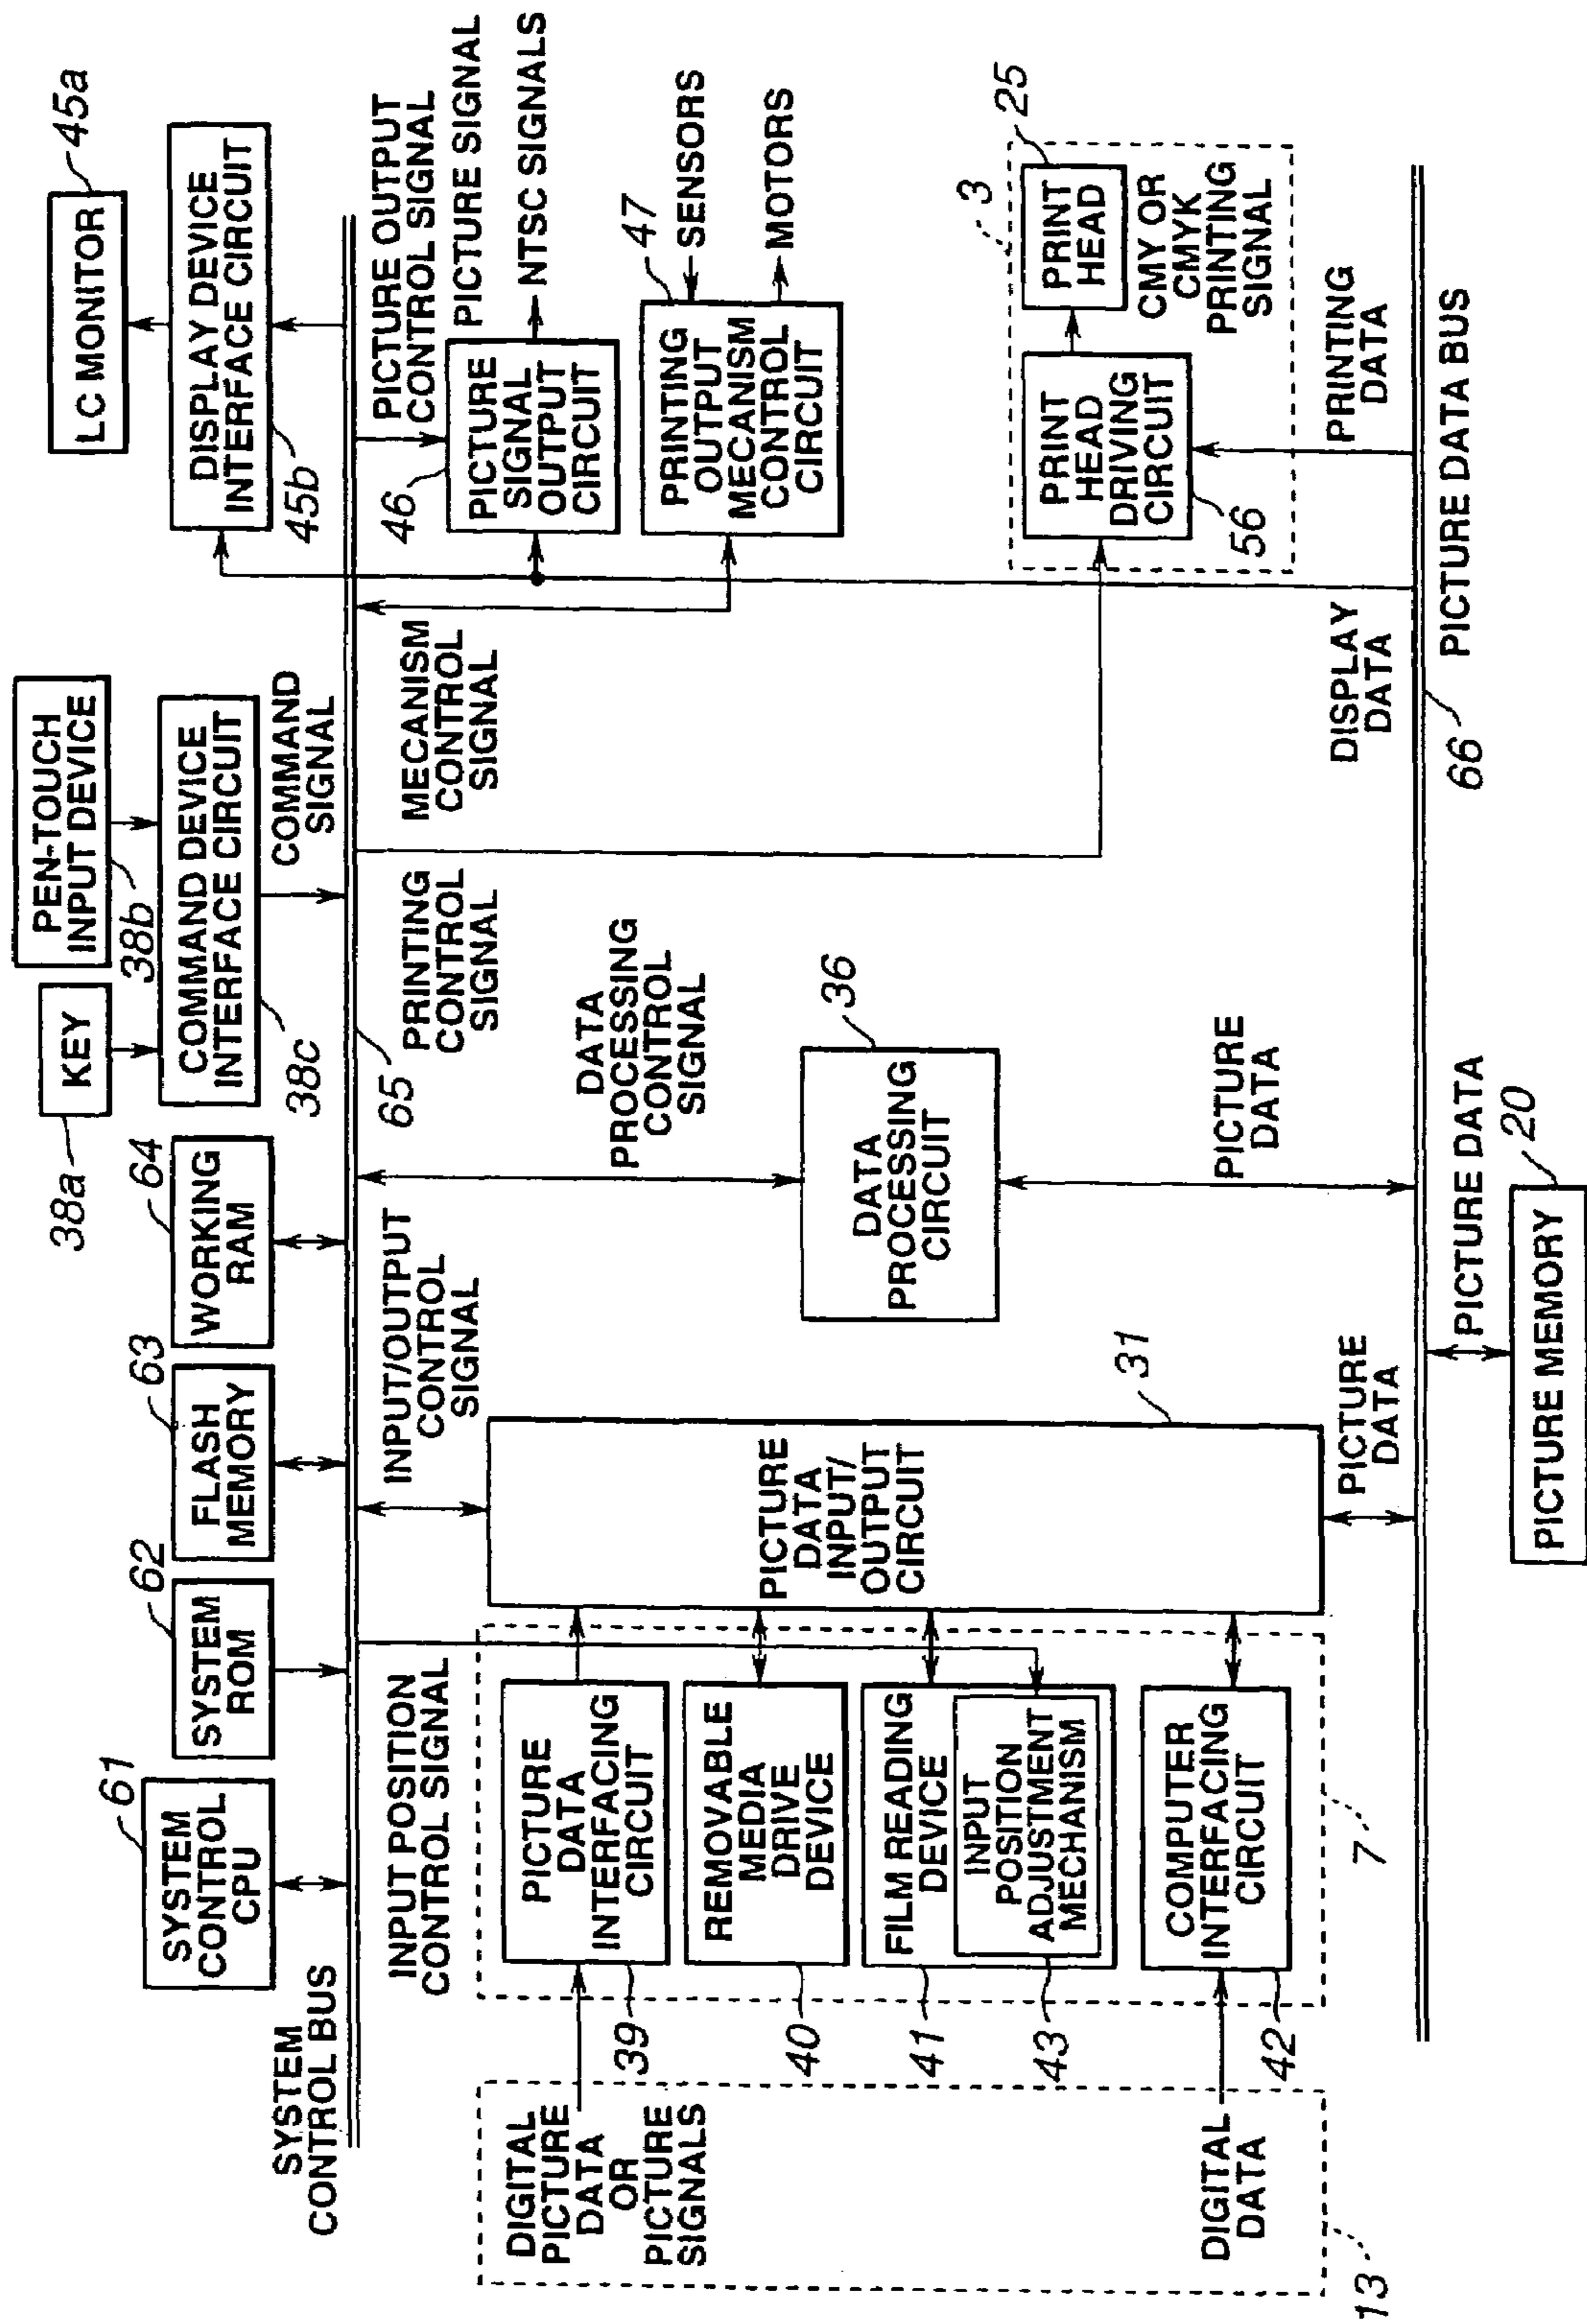 LC MONITOR
45a
DISPLAY DEVICE
INTERFACE CIRCUIT
45b
PEN-TOUCH
INPUT DEVICE
38b
KEY
38a
COMMAND DEVICE
INTERFACE CIRCUIT
38c
COMMAND
SIGNAL
WORKING
RAM
64
FLASH
MEMORY
63
SYSTEM
ROM
62
SYSTEM
CONTROL
CPU
61
SYSTEM
CONTROL BUS
65
INPUT POSITION
CONTROL SIGNAL
INPUT/OUTPUT
CONTROL
SIGNAL
DATA
PROCESSING
CONTROL
SIGNAL
PRINTING
CONTROL
SIGNAL
MECANISM
CONTROL
SIGNAL
PICTURE OUTPUT
CONTROL SIGNAL
PICTURE SIGNAL
NTSC SIGNALS
46
PICTURE
SIGNAL
OUTPUT
CIRCUIT
47
SENSORS
MOTORS
PRINTING
OUTPUT
MECANISM
CONTROL
CIRCUIT
3
25
PRINT
HEAD
CMY OR
CMYK
PRINTING
SIGNAL
PRINT
HEAD
DRIVING
CIRCUIT
56
PRINTING
DATA
DISPLAY
DATA
PICTURE DATA BUS
66
36
DATA
PROCESSING
CIRCUIT
PICTURE
DATA
PICTURE DATA
20
PICTURE MEMORY
31
PICTURE
DATA
INPUT/
OUTPUT
CIRCUIT
PICTURE
DATA
PICTURE
DATA
INTERFACING
CIRCUIT
39
REMOVABLE
MEDIA
DRIVE
DEVICE
40
FILM READING
DEVICE
41
INPUT
POSITION
ADJUSTMENT
MECHANISM
43
COMPUTER
INTERFACING
CIRCUIT
42
7
DIGITAL
PICTURE
DATA
OR
PICTURE
SIGNALS
DIGITAL
DATA
13